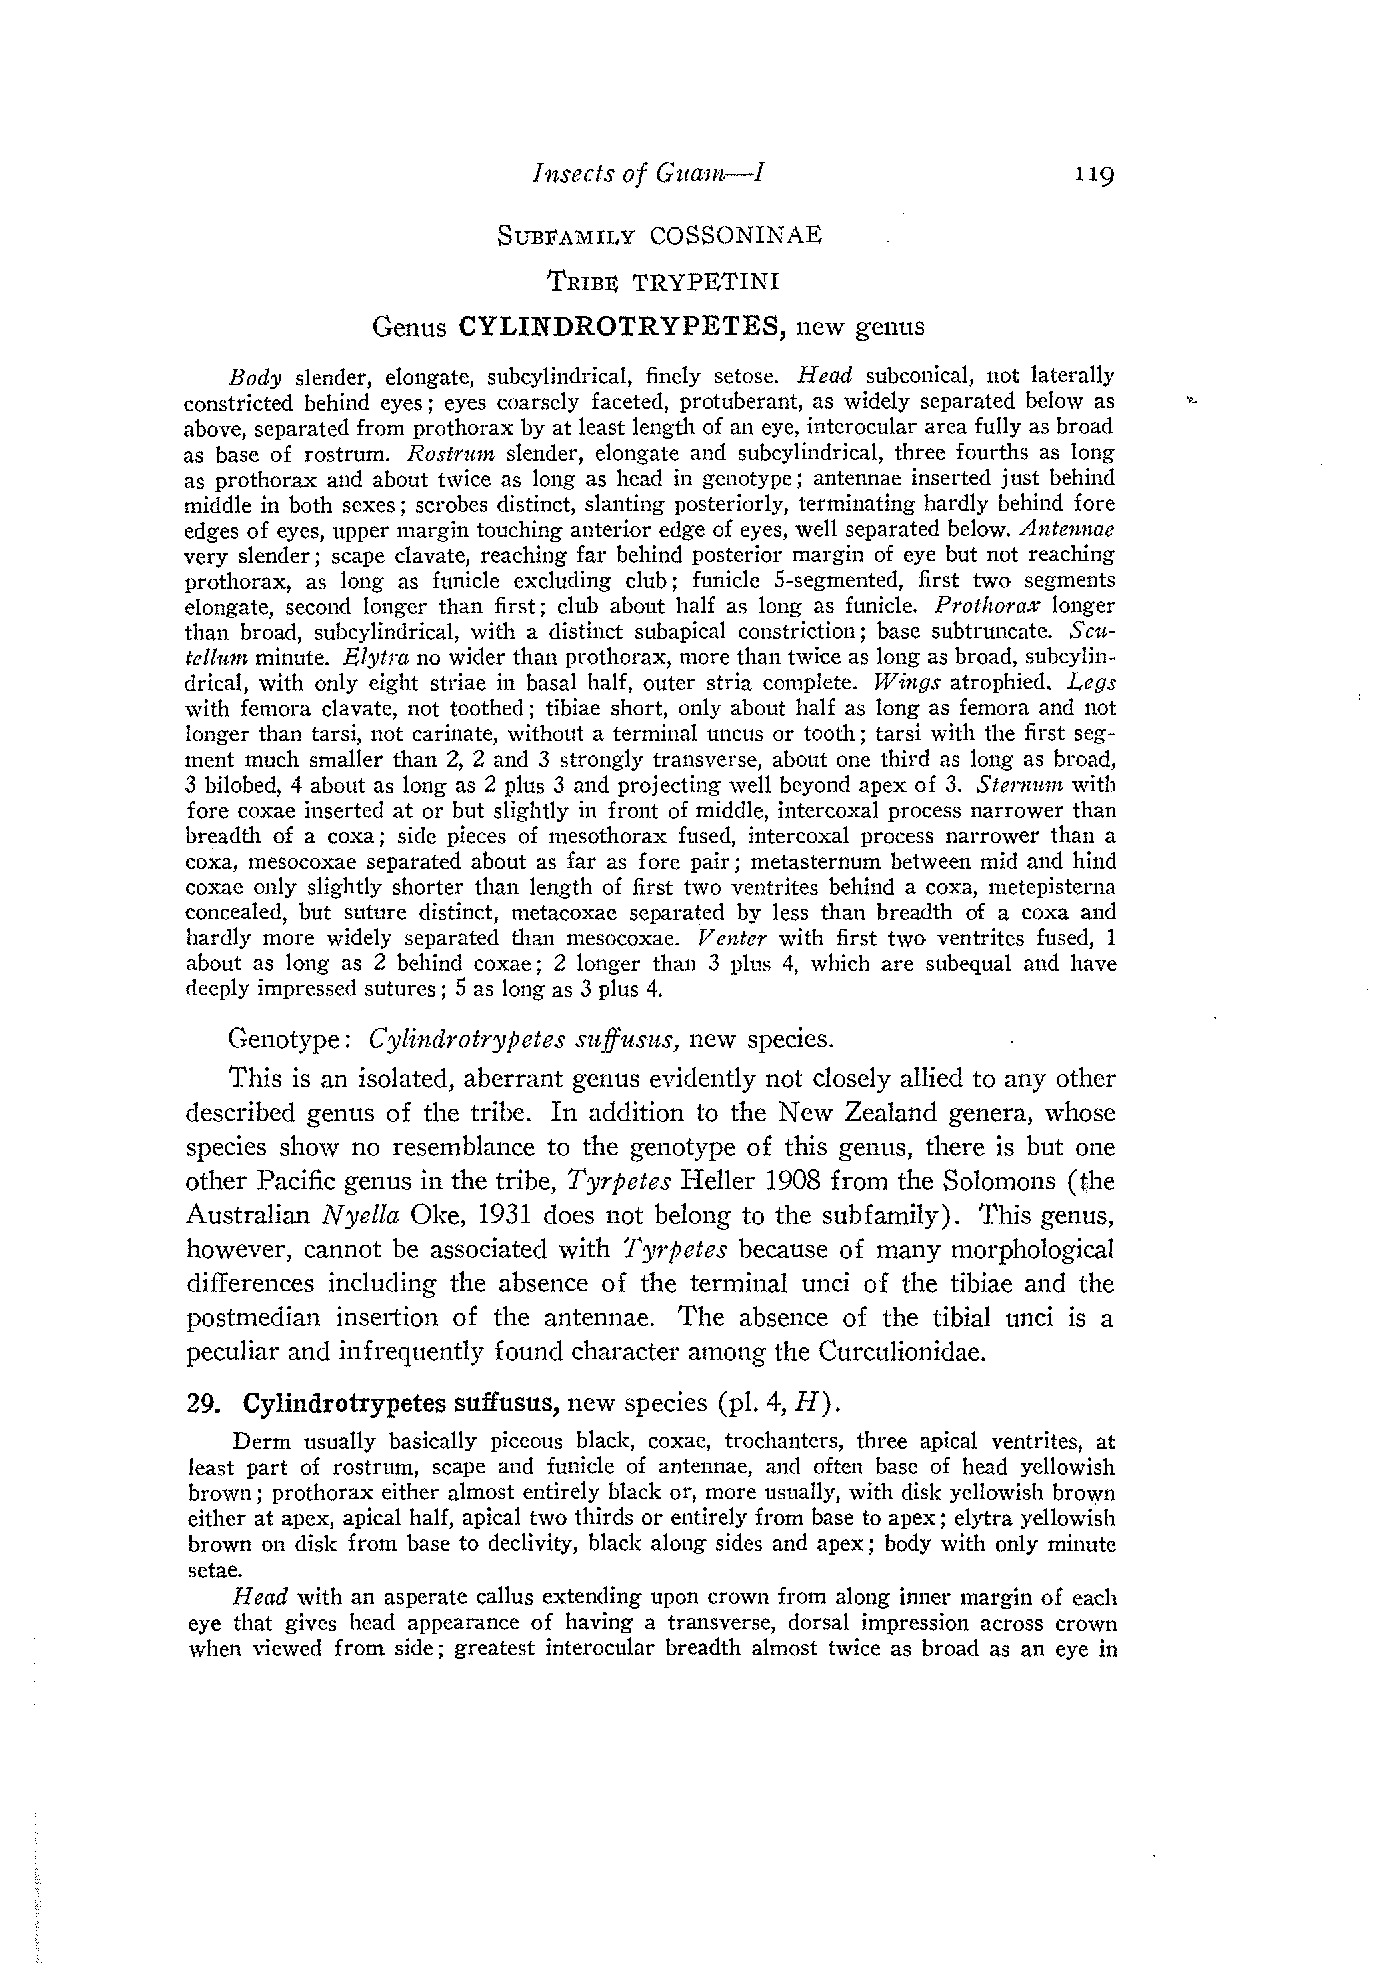 Insects of Guam—I 119
SUBFAMILY COSSONINAE
TRIBE TRYPETINI
Genus CYLINDROTRYPETES, new genus
Body slender, elongate, subcylindrical, finely setose. Head subconical, not laterally
constricted behind eyes; eyes coarsely faceted, protuberant, as widely separated below as
above, separated from prothorax by at least length of an eye, interocular area fully as broad
as base of rostrum. Rostrum slender, elongate and subcylindrical, three fourths as long
as prothorax and about twice as long as head in genotype; antennae inserted just behind
middle in both sexes; scrobes distinct, slanting posteriorly, terminating hardly behind fore
edges of eyes, upper margin touching anterior edge of eyes, well separated below. Antennae
very slender; scape clavate, reaching far behind posterior margin of eye but not reaching
prothorax, as long as funicle excluding club; funicle 5-segmented, first two segments
elongate, second longer than first; club about half as long as funicle. Prothorax longer
than broad, subcylindrical, with a distinct subapical constriction; base subtruncate. Scu-
tellum minute. Elytra no wider than prothorax, more than twice as long as broad, subcylin-
drical, with only eight striae in basal half, outer stria complete. Wings atrophied. Legs
with femora clavate, not toothed; tibiae short, only about half as long as femora and not
longer than tarsi, not carinate, without a terminal uncus or tooth; tarsi with the first seg-
ment much smaller than 2, 2 and 3 strongly transverse, about one third as long as broad,
3 bilobed, 4 about as long as 2 plus 3 and projecting well beyond apex of 3. Sternum with
fore coxae inserted at or but slightly in front of middle, intercoxal process narrower than
breadth of a coxa; side pieces of mesothorax fused, intercoxal process narrower than a
coxa, mesocoxae separated about as far as fore pair; metasternum between mid and hind
coxae only slightly shorter than length of first two ventrites behind a coxa, metepisterna
concealed, but suture distinct, metacoxae separated by less than breadth of a coxa and
hardly more widely separated than mesocoxae. Venter with first two ventrites fused, 1
about as long as 2 behind coxae; 2 longer than 3 plus 4, which are subequal and have
deeply impressed sutures; 5 as long as 3 plus 4.
Genotype: Cylindrotrypetes suffusus, new species.
This is an isolated, aberrant genus evidently not closely allied to any other
described genus of the tribe. In addition to the New Zealand genera, whose
species show no resemblance to the genotype of this genus, there is but one
other Pacific genus in the tribe, Tyrpetes Heller 1908 from the Solomons (the
Australian Nyella Oke, 1931 does not belong to the subfamily). This genus,
however, cannot be associated with Tyrpetes because of many morphological
differences including the absence of the terminal unci of the tibiae and the
postmedian insertion of the antennae. The absence of the tibial unci is a
peculiar and infrequently found character among the Curculionidae.
29. Cylindrotrypetes suffusus, new species (pl. 4, H).
Derm usually basically piceous black, coxae, trochanters, three apical ventrites, at
least part of rostrum, scape and funicle of antennae, and often base of head yellowish
brown; prothorax either almost entirely black or, more usually, with disk yellowish brown
either at apex, apical half, apical two thirds or entirely from base to apex; elytra yellowish
brown on disk from base to declivity, black along sides and apex; body with only minute
setae.
Head with an asperate callus extending upon crown from along inner margin of each
eye that gives head appearance of having a transverse, dorsal impression across crown
when viewed from side; greatest interocular breadth almost twice as broad as an eye in